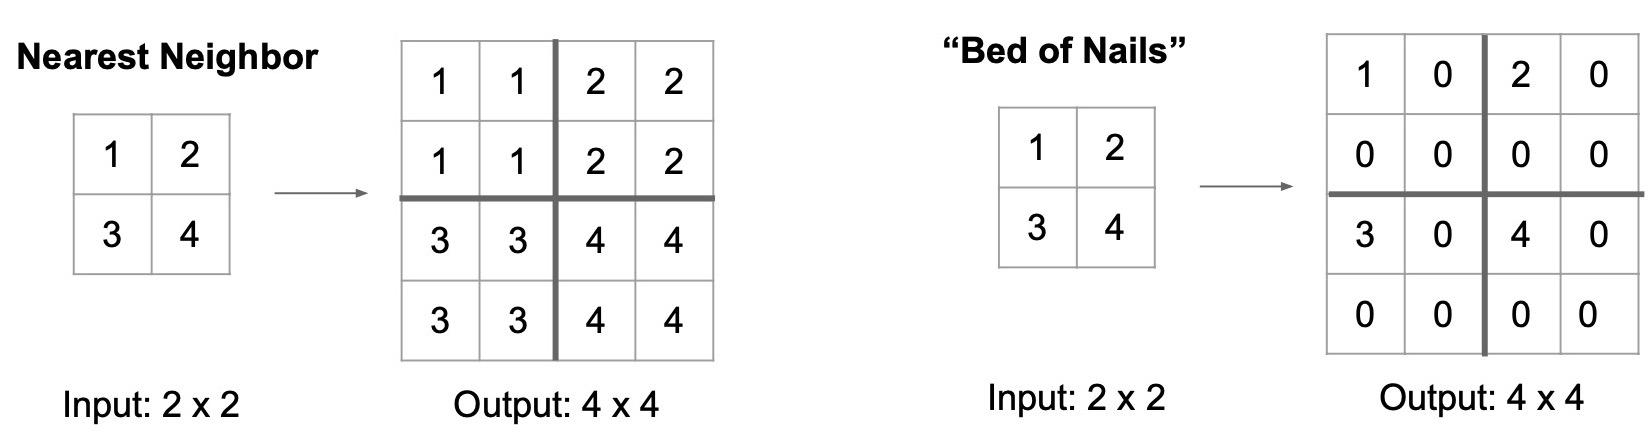 Nearest Neighbor
1 2
3 4
1 1 2 2
1 1 2 2
3 3 4 4
3 3 4 4
Input: 2 x 2
Output: 4 x 4
“Bed of Nails”
1 2
3 4
1 0 2 0
0 0 0 0
3 0 4 0
0 0 0 0
Input: 2 x 2
Output: 4 x 4